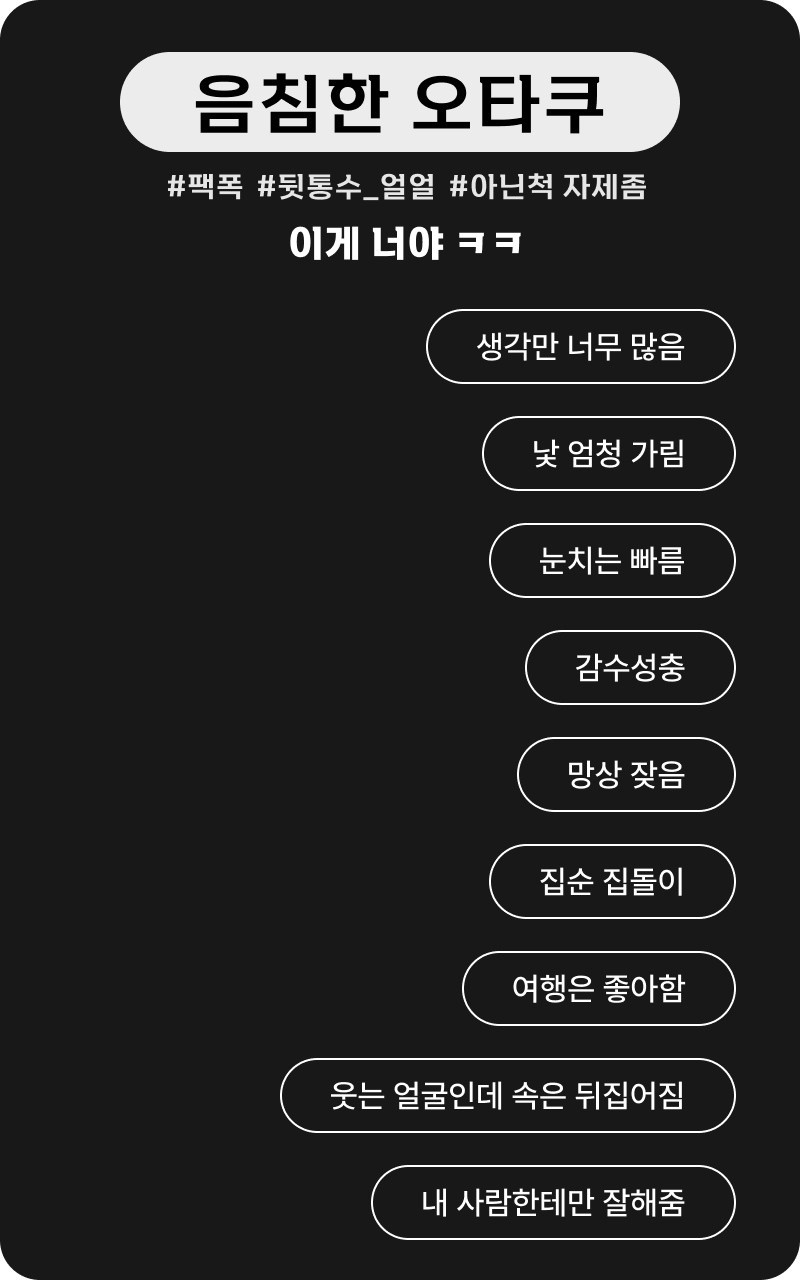 음침한 오타쿠
#팩폭 #뒷통수_얼얼 #아닌척 자제좀
이게 너야 ㅋㅋ
생각만 너무 많음
낯 엄청 가림
눈치는 빠름
감수성충
망상 잦음
집순 집돌이
여행은 좋아함
웃는 얼굴인데 속은 뒤집어짐
내 사람한테만 잘해줌